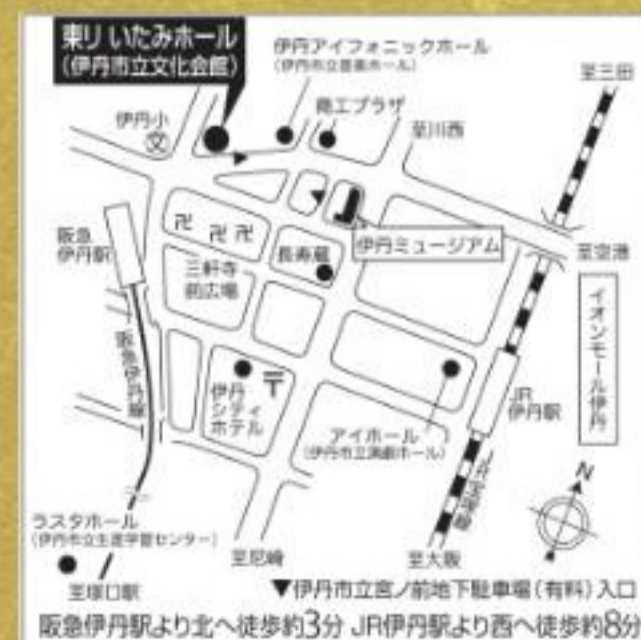 東リ いたみホール
(伊丹市立文化会館)
伊丹アイフォニックホール
(伊丹市立音楽ホール)
至三田
商工プラザ
伊丹小
文
至川西
阪急
伊丹駅
卍 卍 卍
伊丹ミュージアム
至空港
長寿蔵
三軒寺
前広場
イオンモール伊丹
阪急伊丹線
伊丹
シティ
ホテル
〒
JR
伊丹駅
アイホール
(伊丹市立演劇ホール)
JR宝塚線
N
ラスタホール
(伊丹市立生涯学習センター)
至尼崎
至大阪
至塚口駅
▼伊丹市立宮ノ前地下駐車場(有料)入口
阪急伊丹駅より北へ徒歩約3分 JR伊丹駅より西へ徒歩約8分